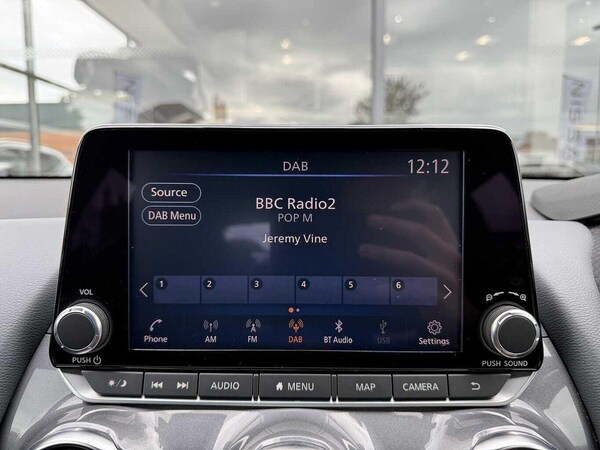 DAB
12:12
Source
DAB Menu
BBC Radio2
POP M
Jeremy Vine
1 2 3 4 5 6
Phone AM FM DAB BT Audio USB Settings
VOL
PUSH
PUSH SOUND
AUDIO MENU MAP CAMERA
NISS